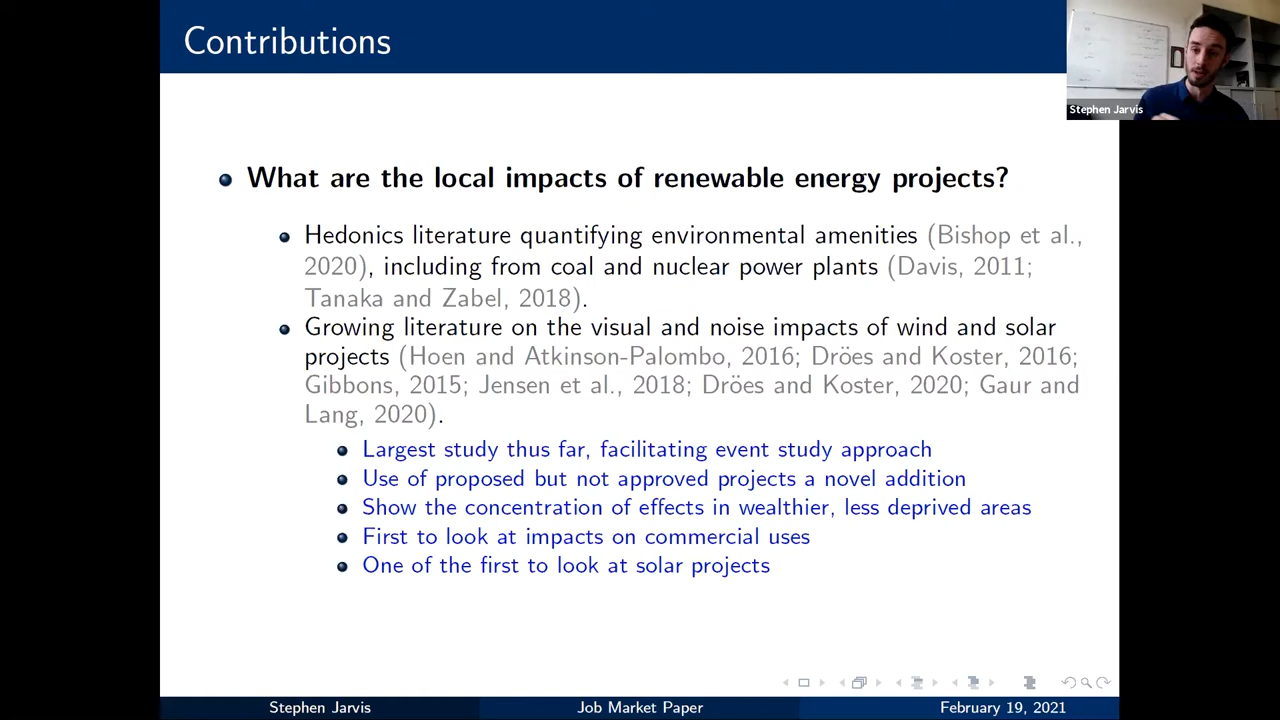 Contributions
Stephen Jarvis
What are the local impacts of renewable energy projects?
Hedonics literature quantifying environmental amenities (Bishop et al.,
2020), including from coal and nuclear power plants (Davis, 2011;
Tanaka and Zabel, 2018).
Growing literature on the visual and noise impacts of wind and solar
projects (Hoen and Atkinson-Palombo, 2016; Dröes and Koster, 2016;
Gibbons, 2015; Jensen et al., 2018; Dröes and Koster, 2020; Gaur and
Lang, 2020).
Largest study thus far, facilitating event study approach
Use of proposed but not approved projects a novel addition
Show the concentration of effects in wealthier, less deprived areas
First to look at impacts on commercial uses
One of the first to look at solar projects
Stephen Jarvis Job Market Paper February 19, 2021